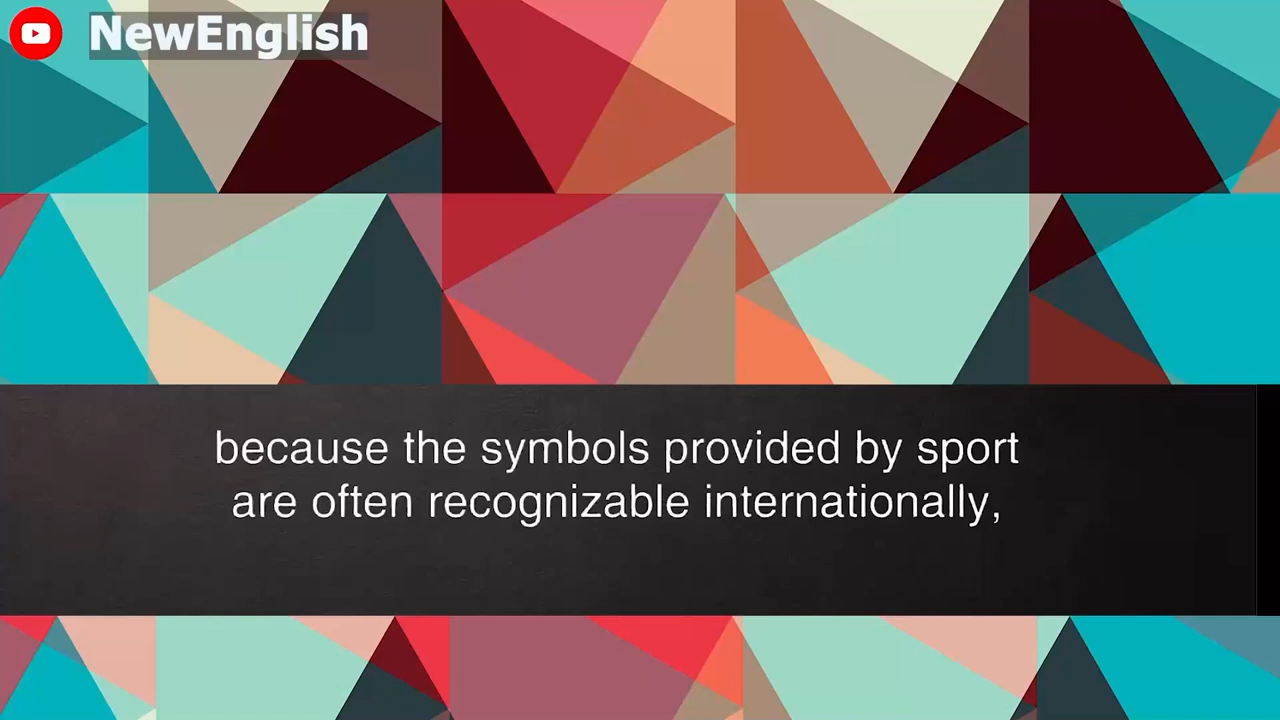 NewEnglish
because the symbols provided by sport
are often recognizable internationally,